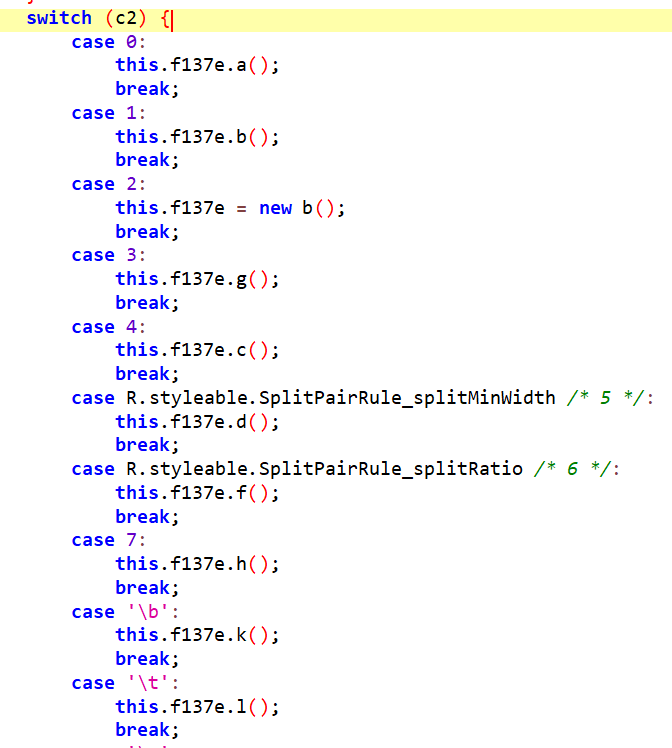 switch (c2) {
case 0:
this.f137e.a();
break;
case 1:
this.f137e.b();
break;
case 2:
this.f137e = new b();
break;
case 3:
this.f137e.g();
break;
case 4:
this.f137e.c();
break;
case R.styleable.SplitPairRule_splitMinWidth /* 5 */:
this.f137e.d();
break;
case R.styleable.SplitPairRule_splitRatio /* 6 */:
this.f137e.f();
break;
case 7:
this.f137e.h();
break;
case '\b':
this.f137e.k();
break;
case '\t':
this.f137e.l();
break;